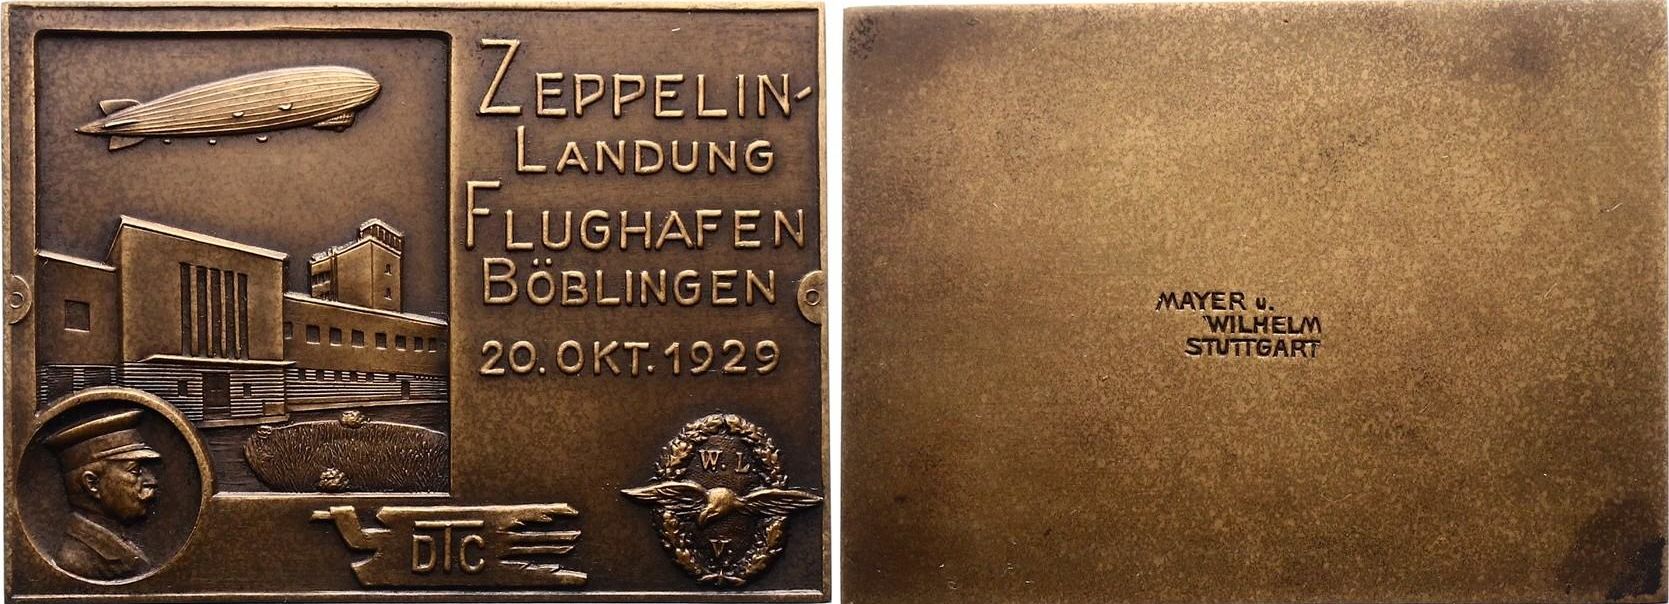 ZEPPELIN-
LANDUNG
FLUGHAFEN
BÖBLINGEN
20. OKT. 1929
W. L
V.
DTC
MAYER u.
WILHELM
STUTTGART